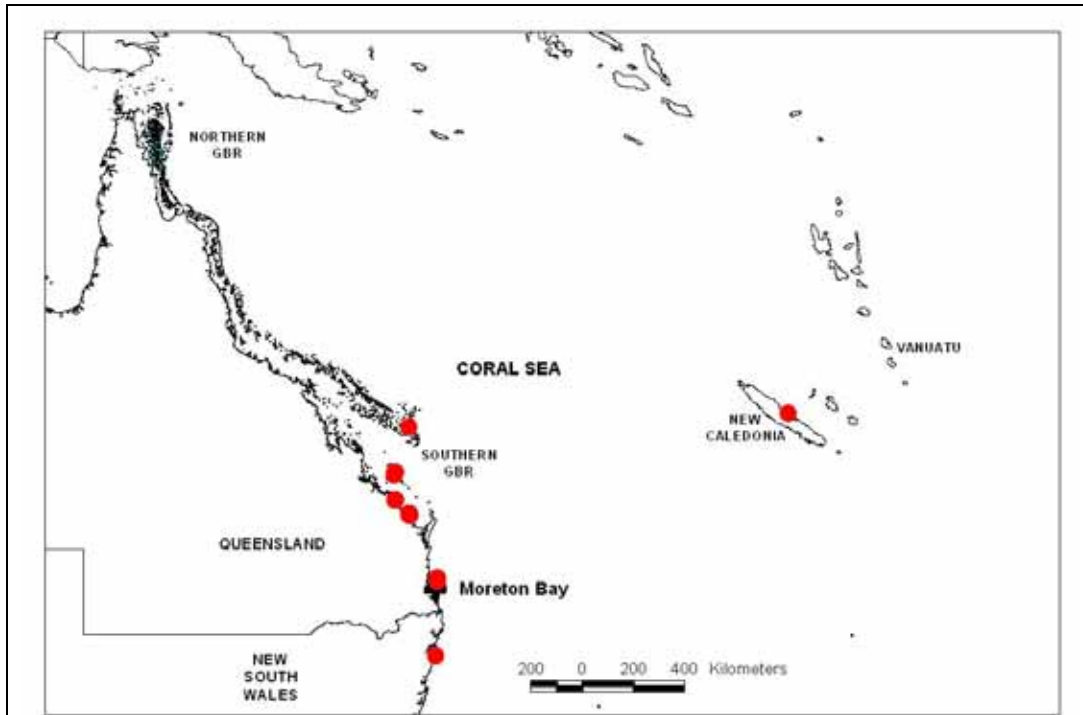 NORTHERN
GBR
CORAL SEA
VANUATU
NEW
CALEDONIA
SOUTHERN
GBR
QUEENSLAND
Moreton Bay
NEW
SOUTH
WALES
200 0 200 400 Kilometers